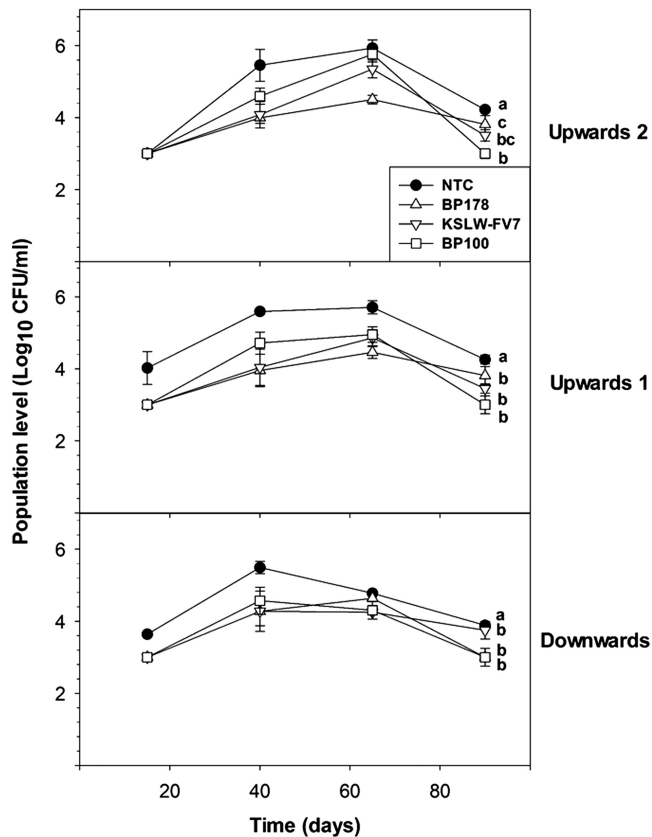 6
4
2
a
c
bc
b
Upwards 2
NTC
BP178
KSLW-FV7
BP100
Population level (Log10 CFU/ml)
6
4
2
a
b
b
b
Upwards 1
6
4
2
a
b
b
b
Downwards
20 40 60 80
Time (days)